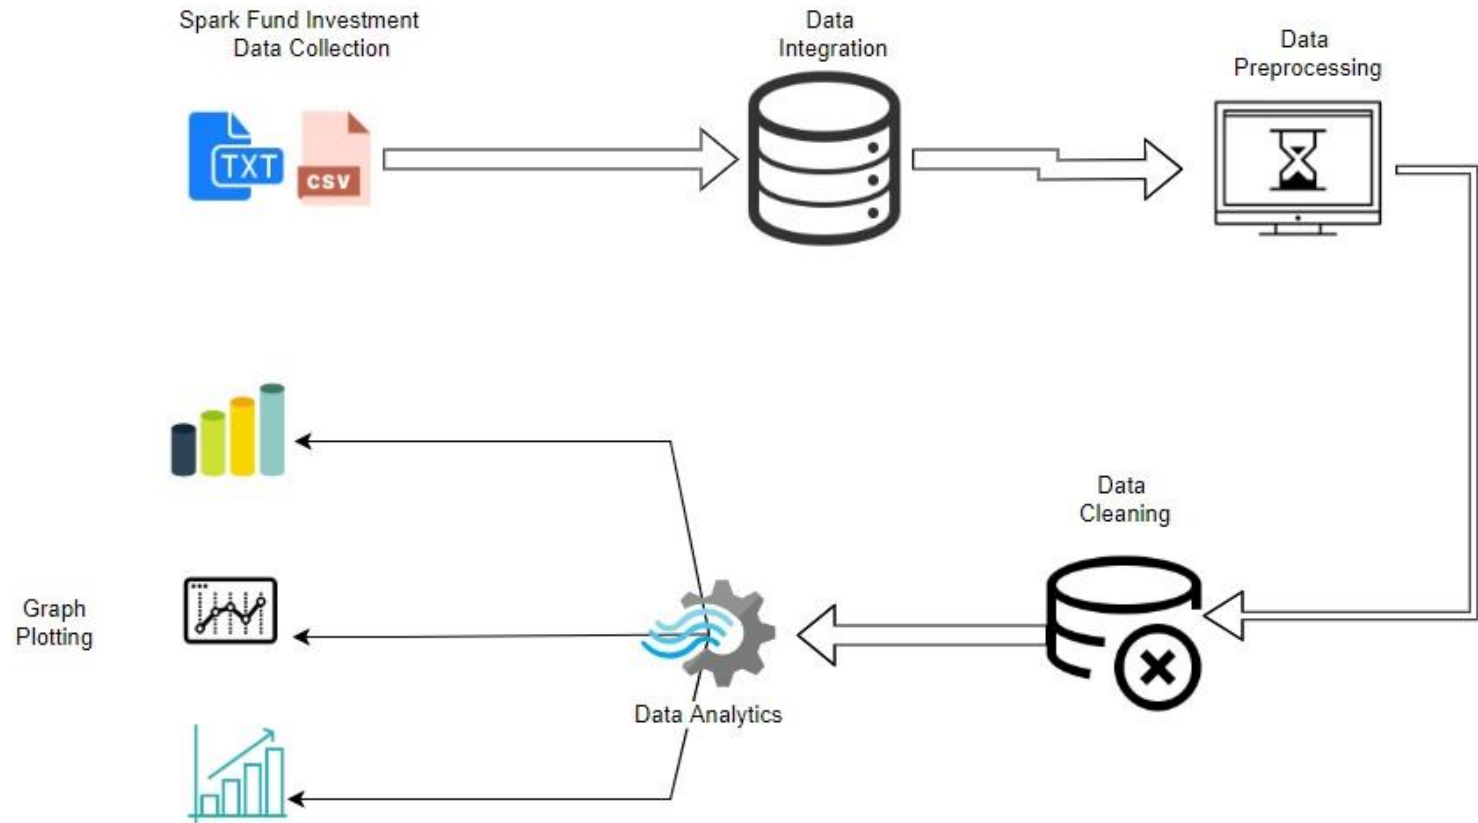 Spark Fund Investment
Data Collection
Data
Integration
Data
Preprocessing
TXT
CSV
Data
Cleaning
Graph
Plotting
Data Analytics